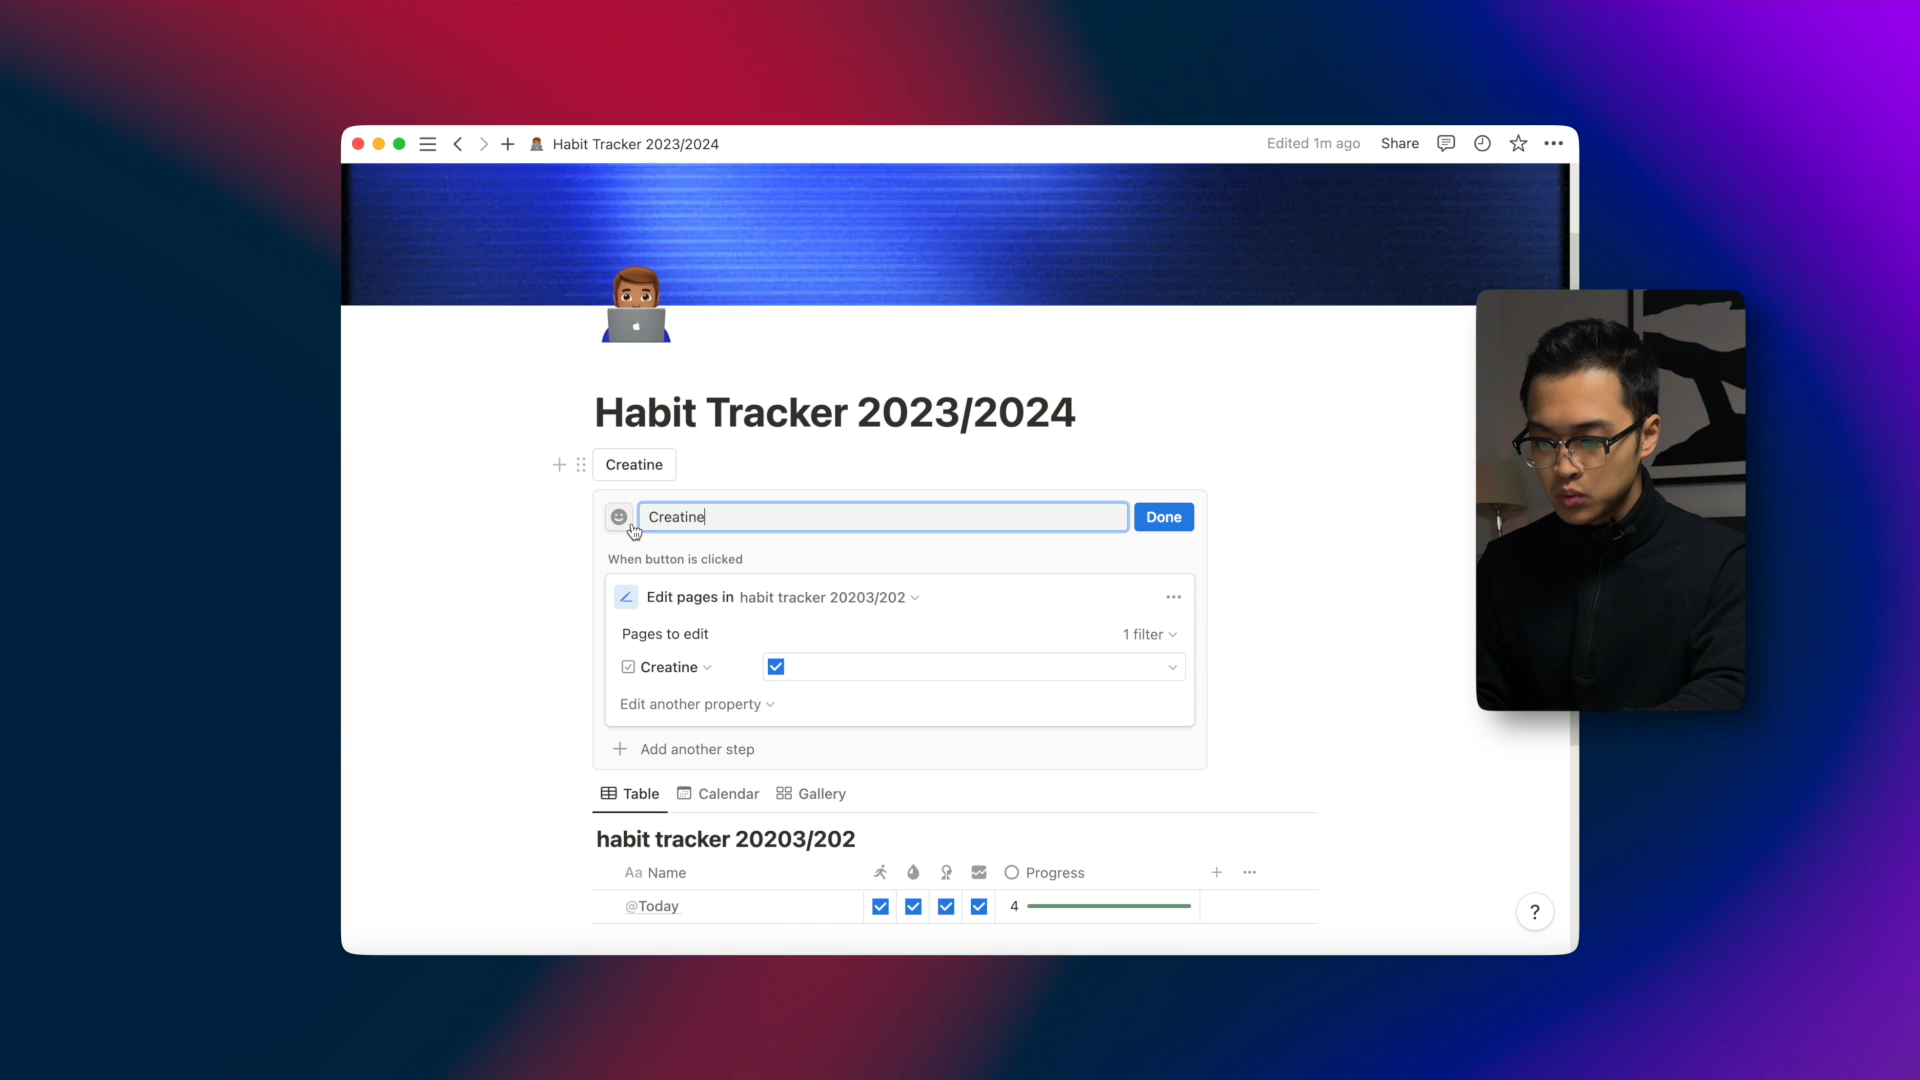 Habit Tracker 2023/2024
Edited 1m ago
Share
Habit Tracker 2023/2024
Creatine
Creatine
Done
When button is clicked
Edit pages in habit tracker 20203/202
Pages to edit
1 filter
Creatine
Edit another property
Add another step
Table
Calendar
Gallery
habit tracker 20203/202
Aa Name
Progress
@Today
4
?